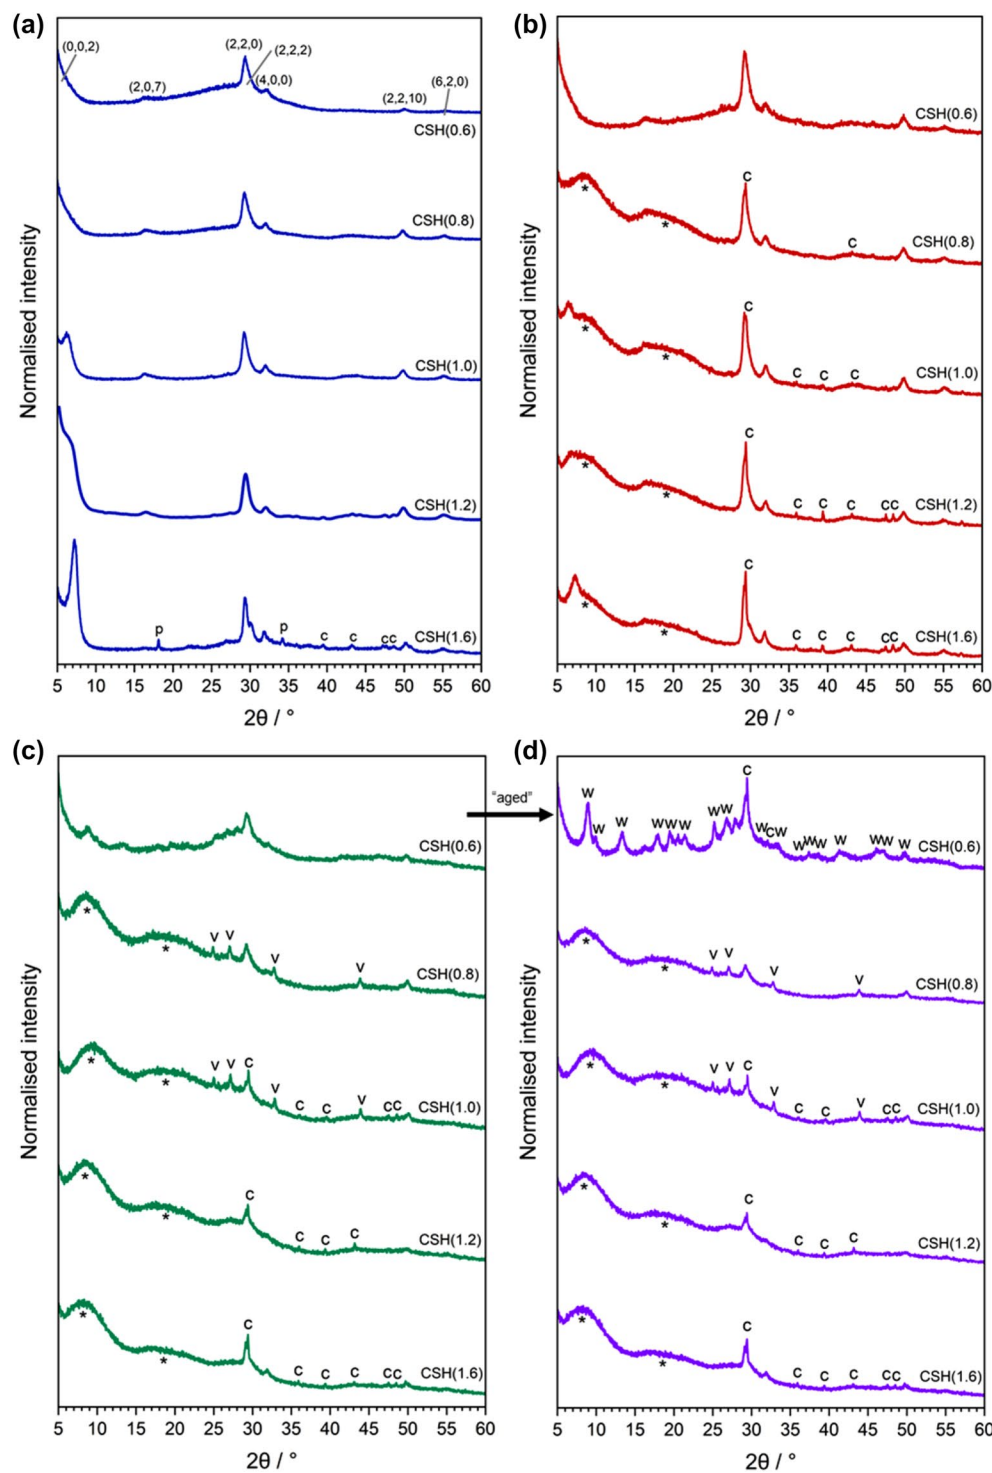 (a)
(0,0,2)
(2,0,7)
(2,2,0)
(2,2,2)
(4,0,0)
(2,2,10)
(6,2,0)
CSH(0.6)
CSH(0.8)
CSH(1.0)
CSH(1.2)
p p c c cc CSH(1.6)
Normalised intensity
5 10 15 20 25 30 35 40 45 50 55 60
2θ / °
(b)
CSH(0.6)
* * C C CSH(0.8)
* * C C C C CSH(1.0)
* * C C C C CC CSH(1.2)
* * C C C C CC CSH(1.6)
Normalised intensity
5 10 15 20 25 30 35 40 45 50 55 60
2θ / °
(c)
CSH(0.6)
* * V V V V CSH(0.8)
* * V V C V C C V CC CSH(1.0)
* * C C C C CSH(1.2)
* * C C C C CC CSH(1.6)
Normalised intensity
5 10 15 20 25 30 35 40 45 50 55 60
2θ / °
"aged"
(d)
W W W W W W W W W C W C W W W W W W W W CSH(0.6)
* * V V V V CSH(0.8)
* * V V C V C C V CC CSH(1.0)
* * C C C C CSH(1.2)
* * C C C C CC CSH(1.6)
Normalised intensity
5 10 15 20 25 30 35 40 45 50 55 60
2θ / °